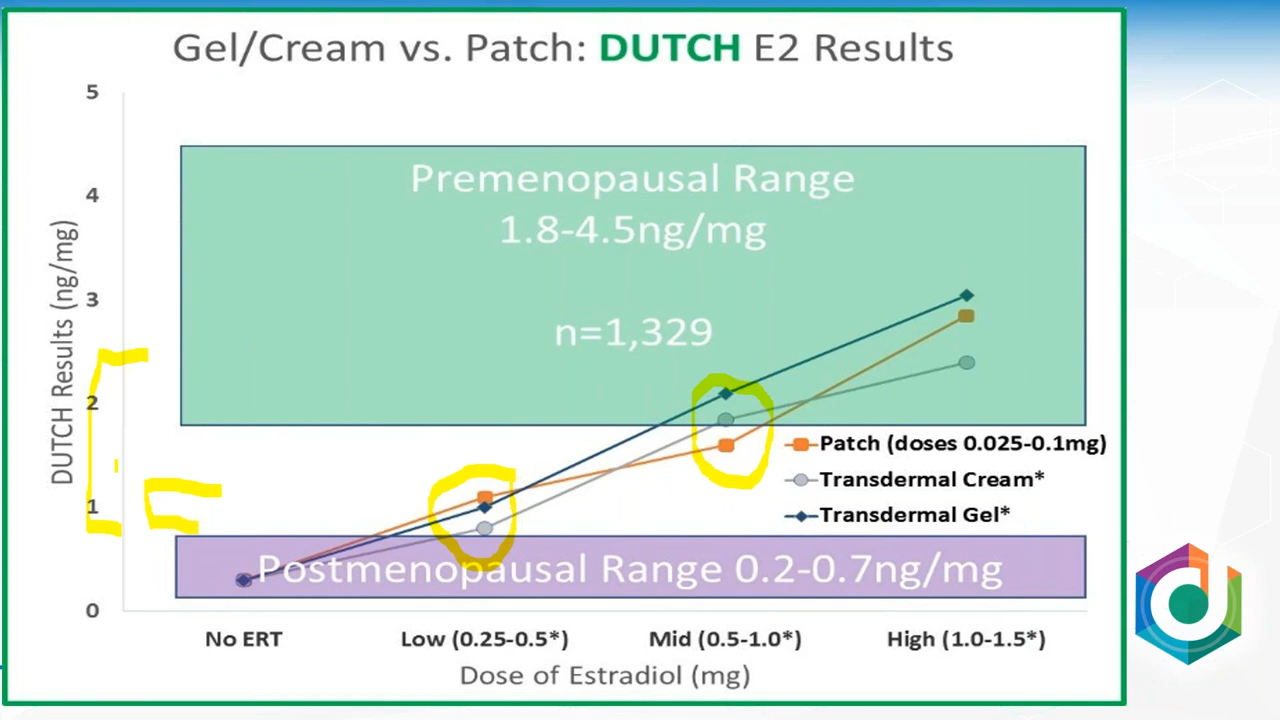 Gel/Cream vs. Patch: DUTCH E2 Results
5
4
3
2
1
0
DUTCH Results (ng/mg)
Premenopausal Range
1.8-4.5ng/mg
n=1,329
Patch (doses 0.025-0.1mg)
Transdermal Cream*
Transdermal Gel*
Postmenopausal Range 0.2-0.7ng/mg
No ERT
Low (0.25-0.5*)
Mid (0.5-1.0*)
High (1.0-1.5*)
Dose of Estradiol (mg)